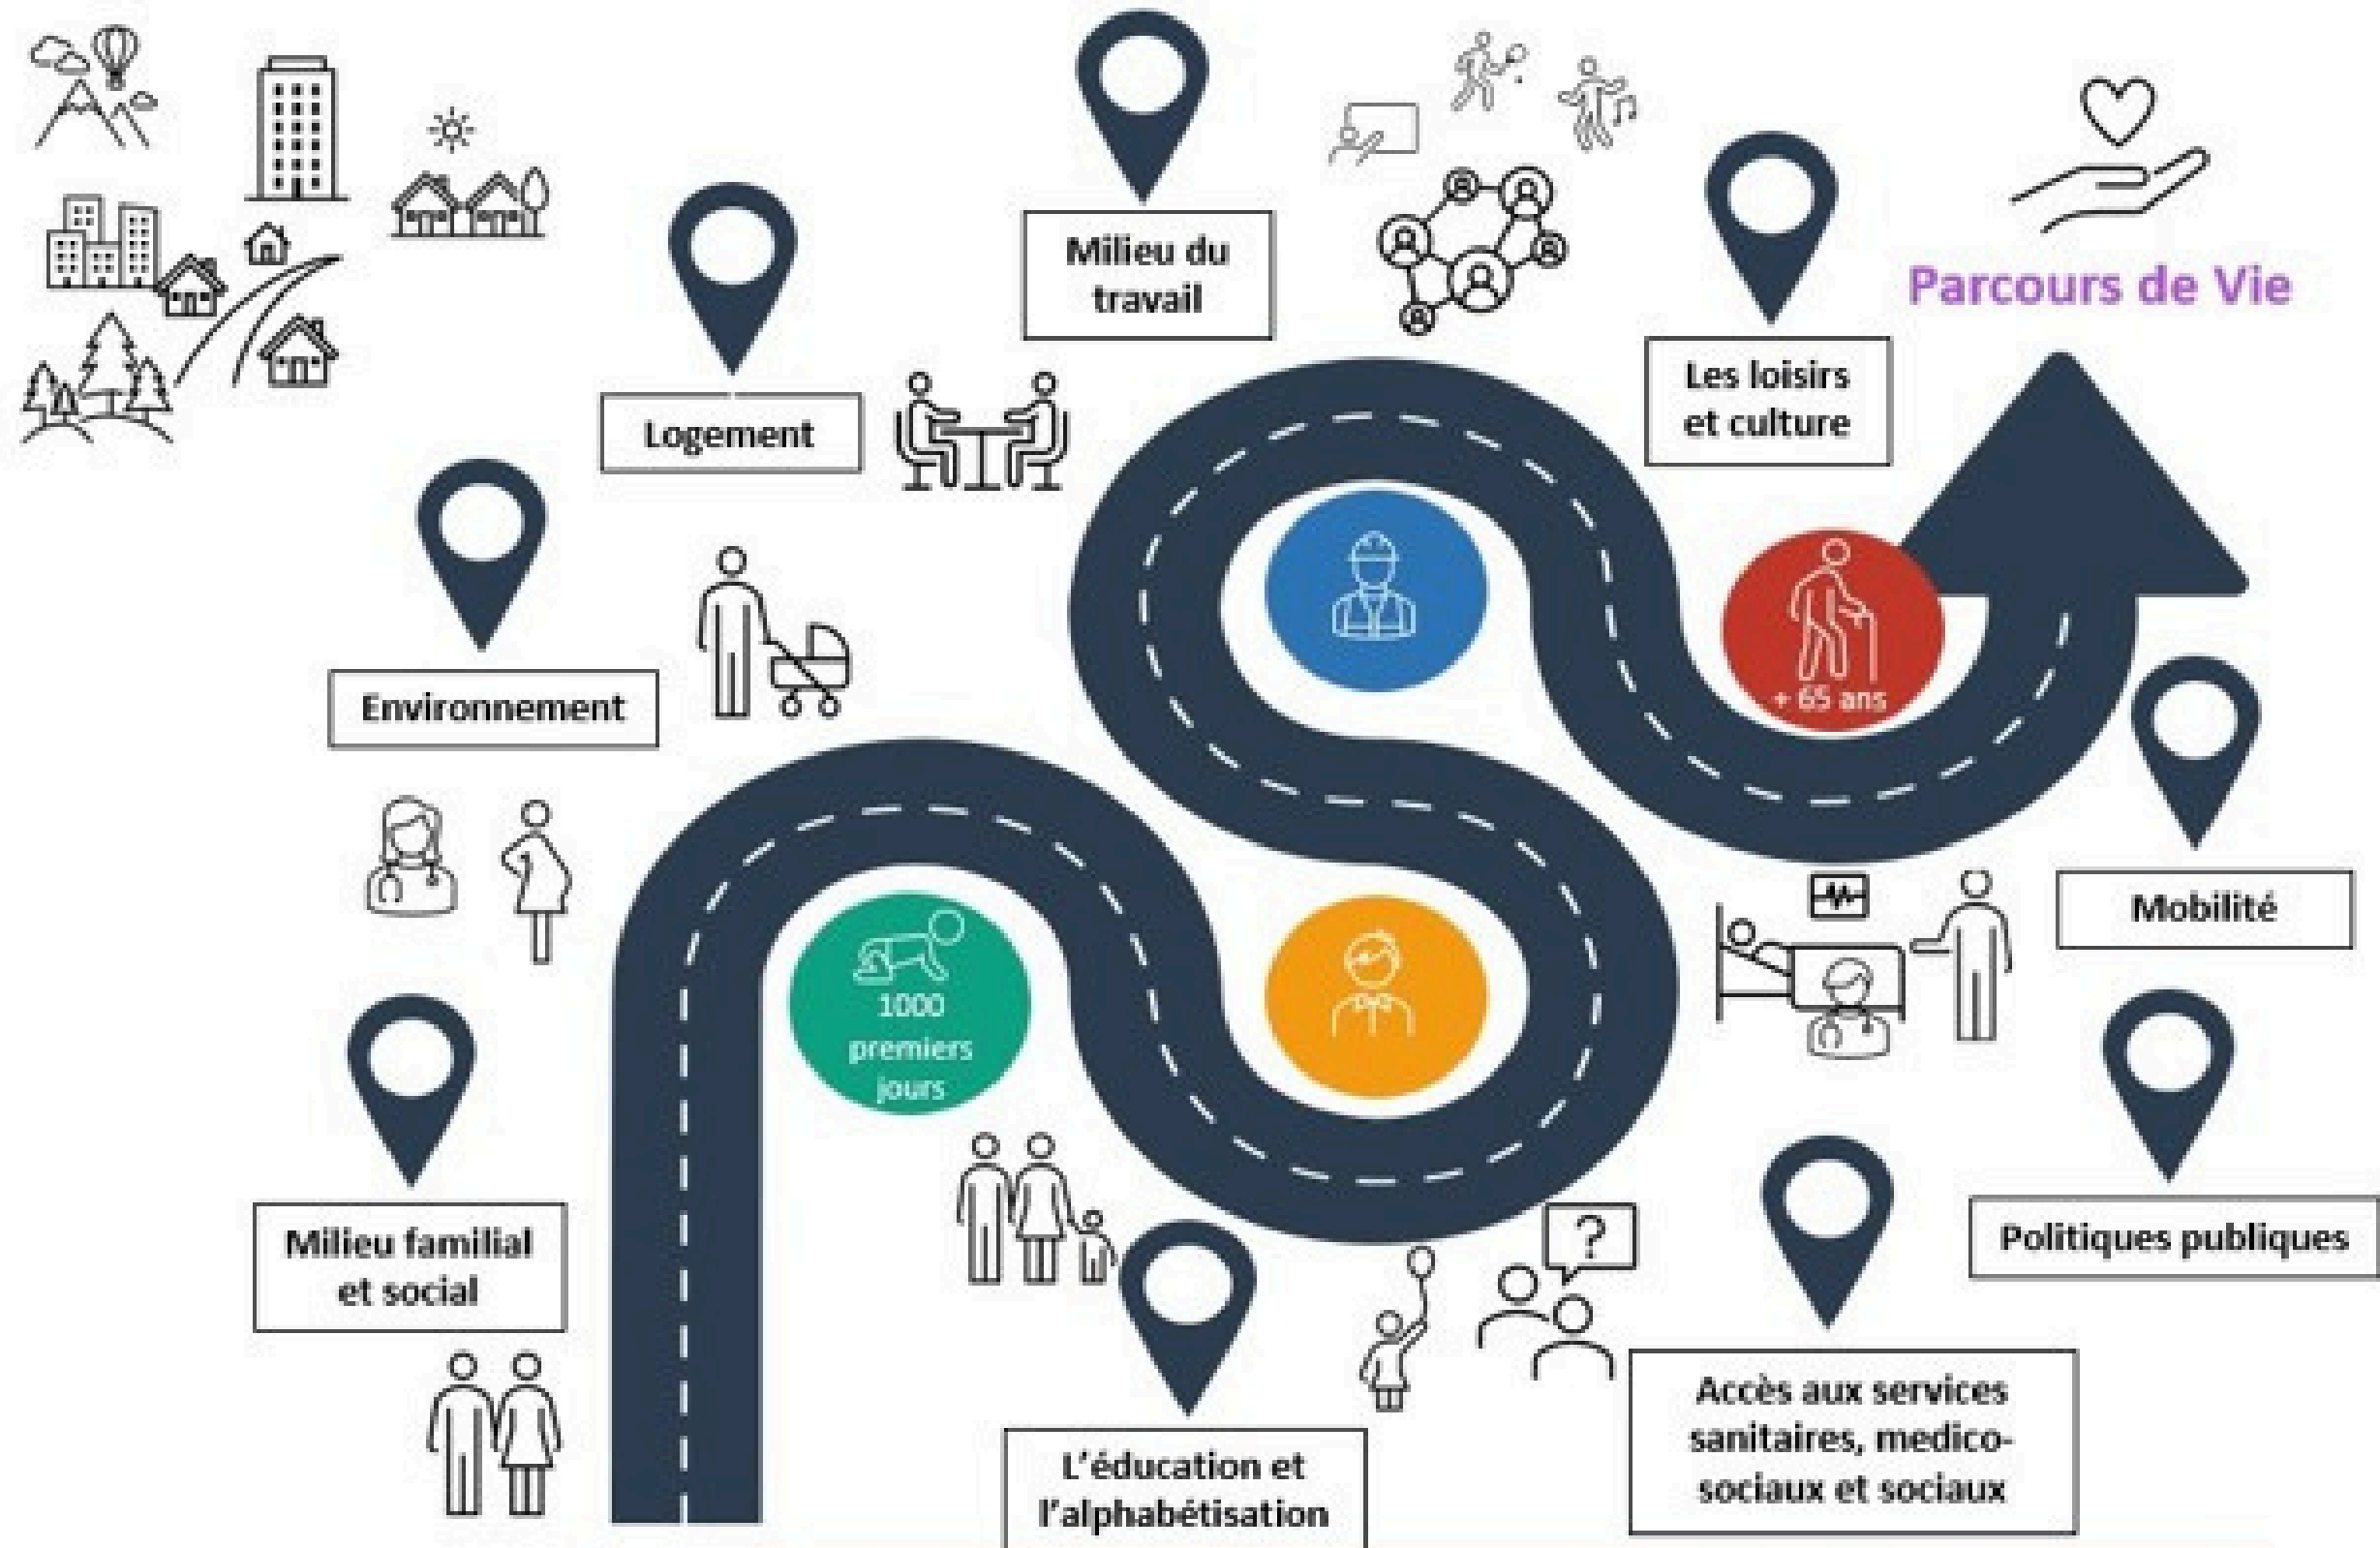 Milieu du
travail
Parcours de Vie
Les loisirs
et culture
Logement
Environnement
+ 65 ans
Mobilité
1000
premiers
jours
Milieu familial
et social
?
Politiques publiques
Accès aux services
sanitaires, medico-
sociaux et sociaux
L'éducation et
l'alphabétisation